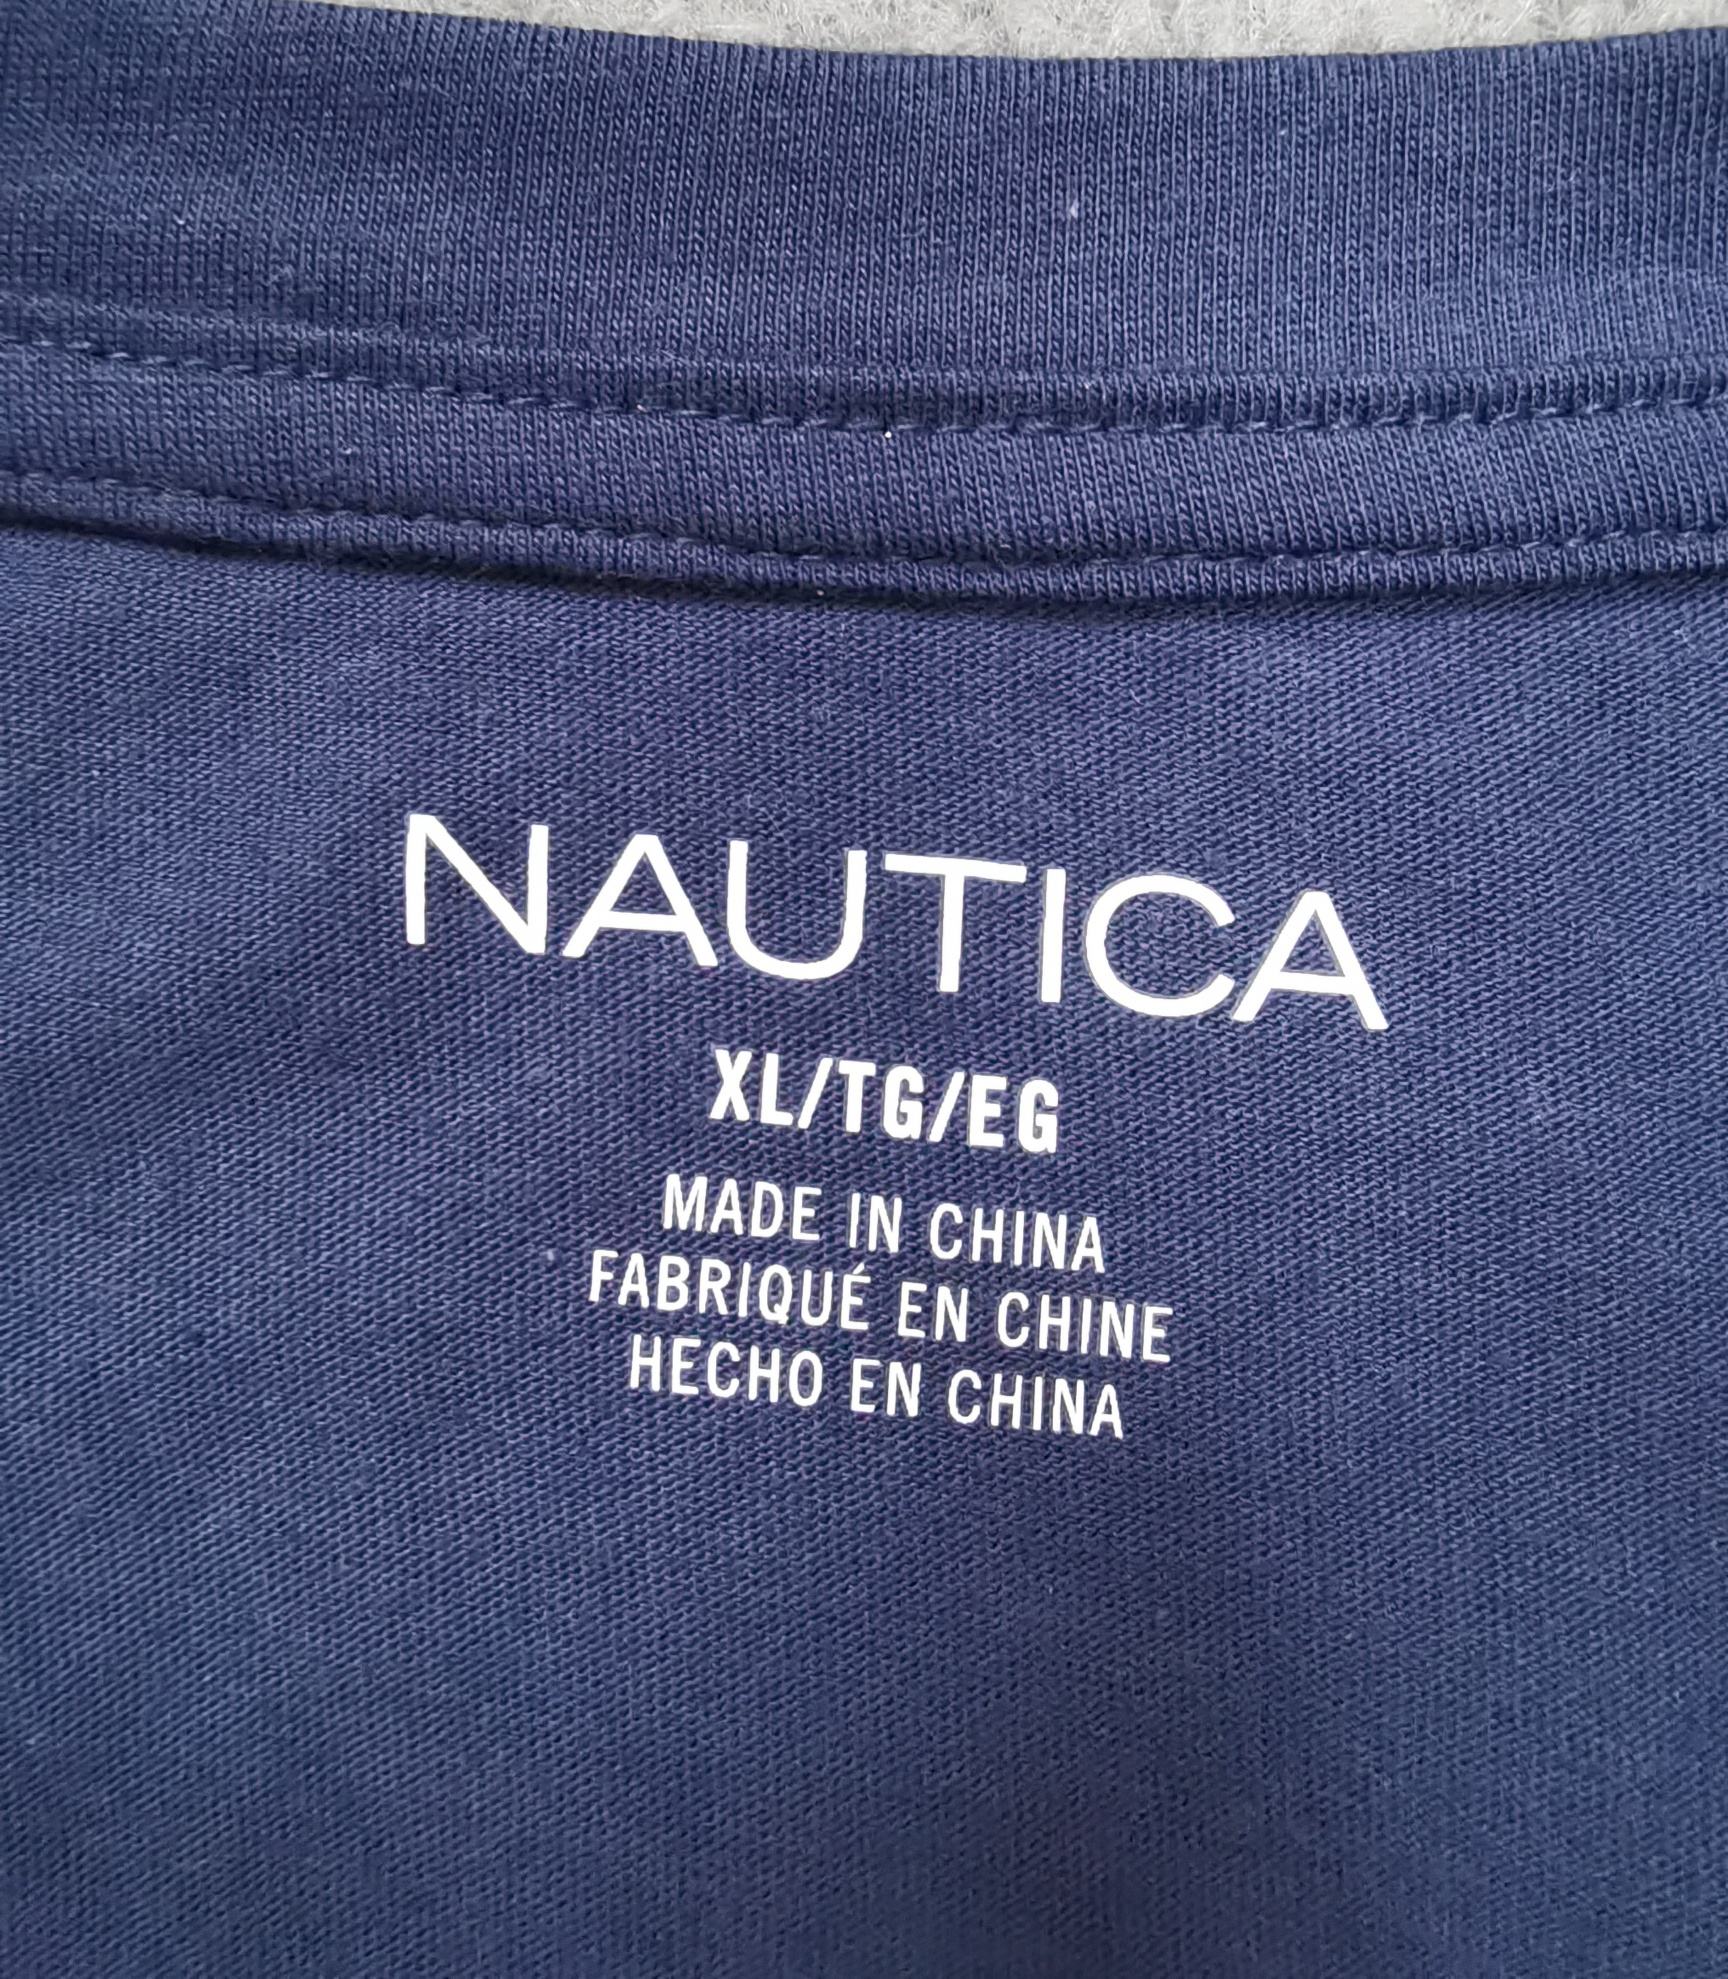 NAUTICA
XL/TG/EG
MADE IN CHINA
FABRIQUÉ EN CHINE
HECHO EN CHINA